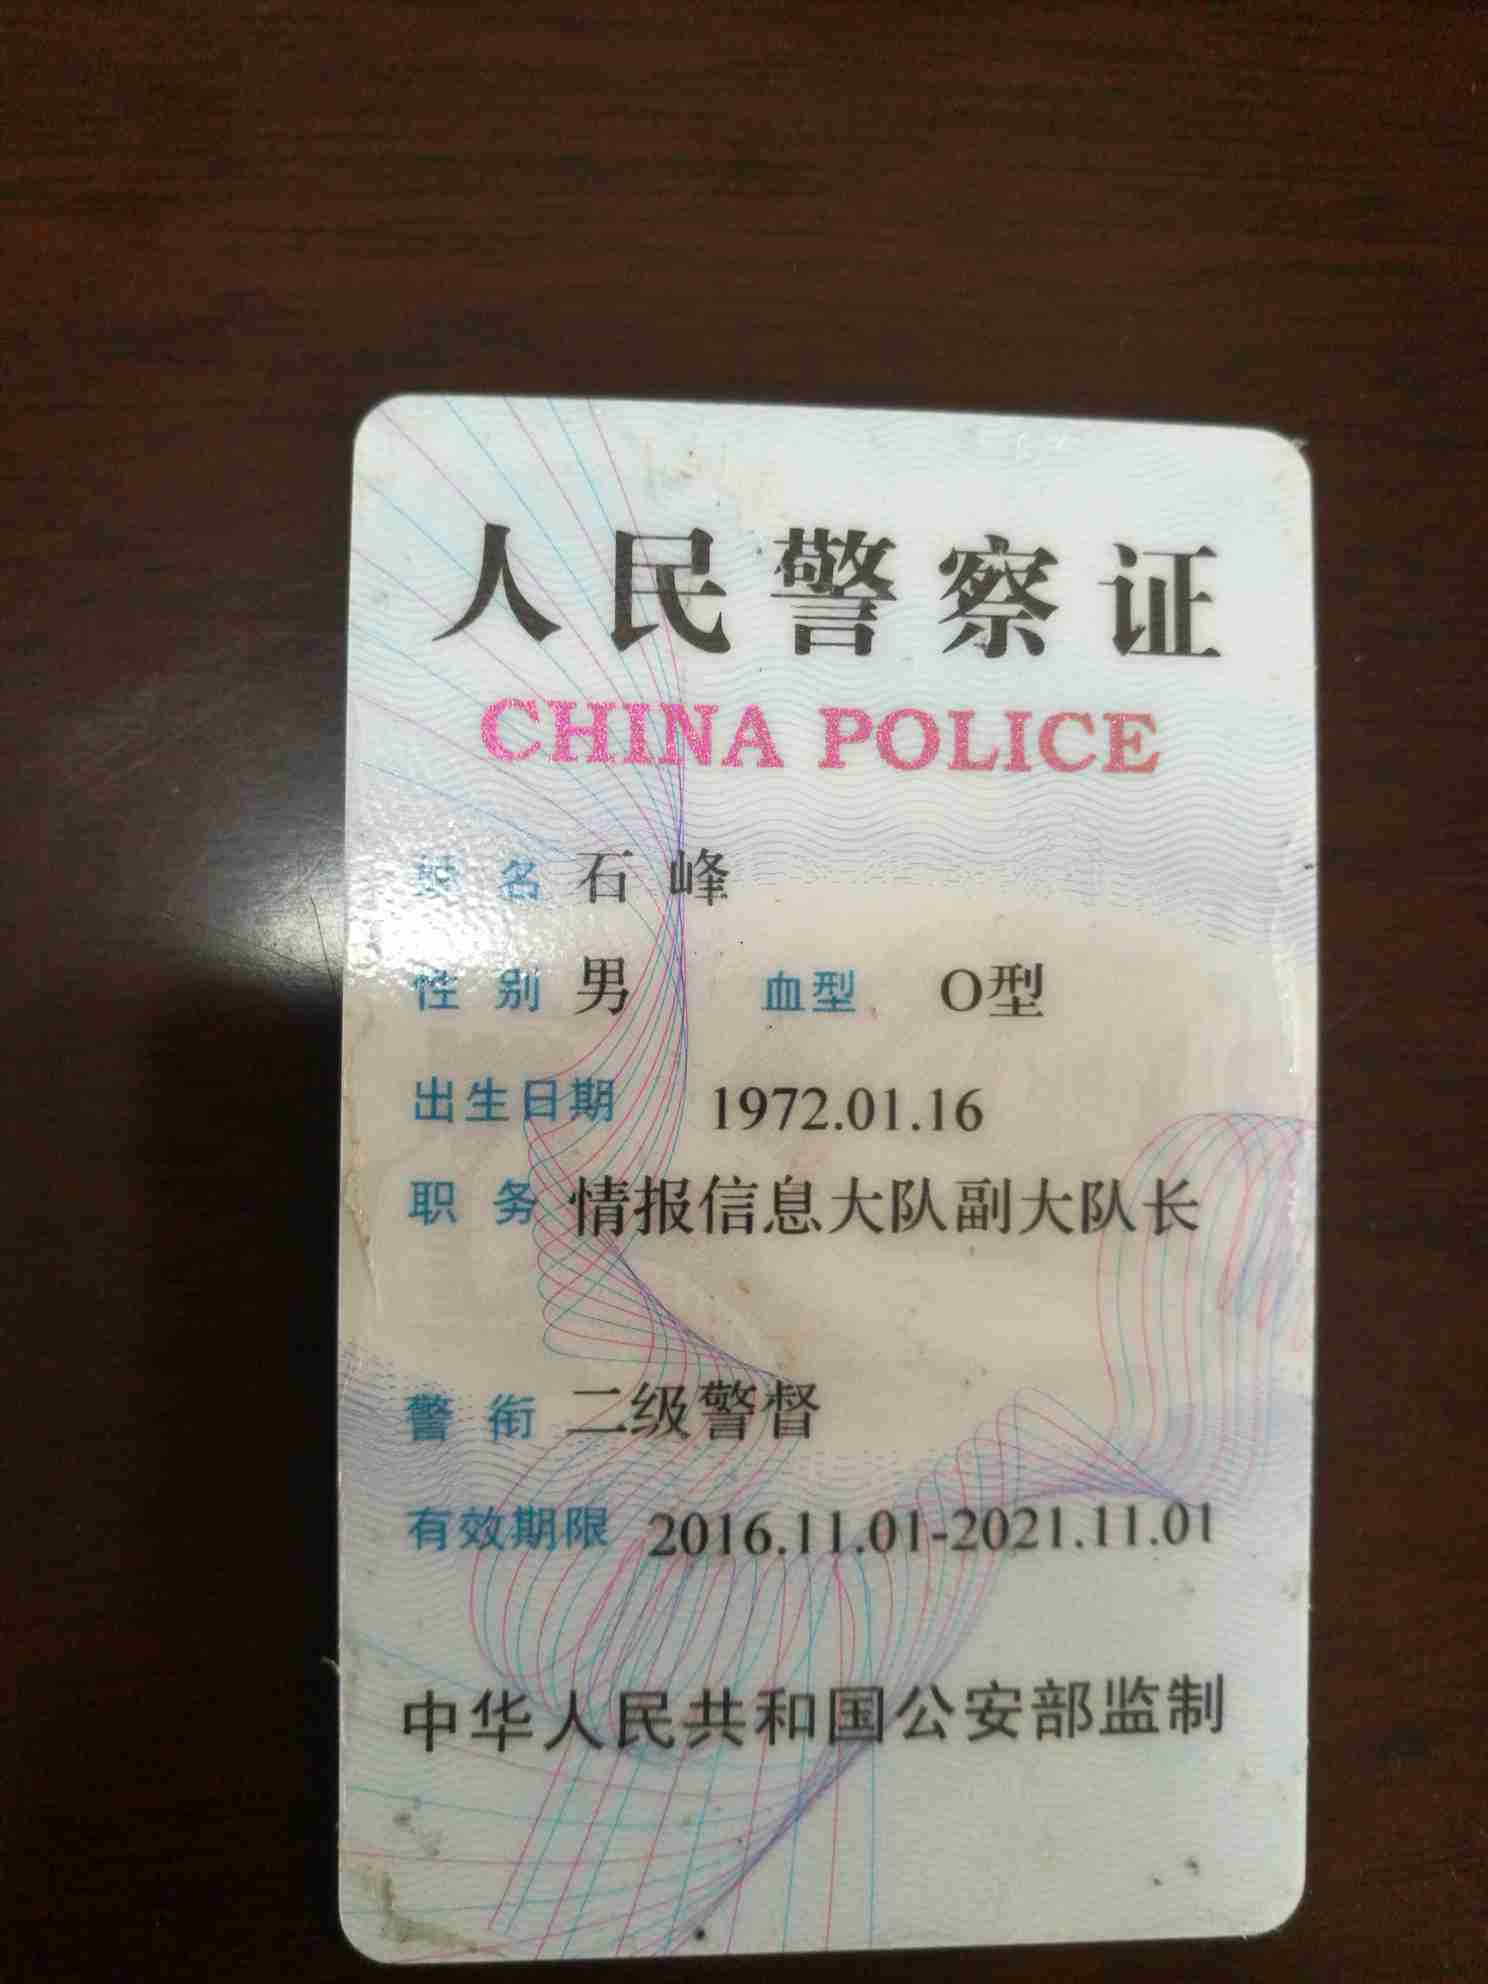 人民警察证
CHINA POLICE
姓名 石峰
性别 男 血型 O型
出生日期 1972.01.16
职务 情报信息大队副大队长
警衔 二级警督
有效期限 2016.11.01-2021.11.01
中华人民共和国公安部监制